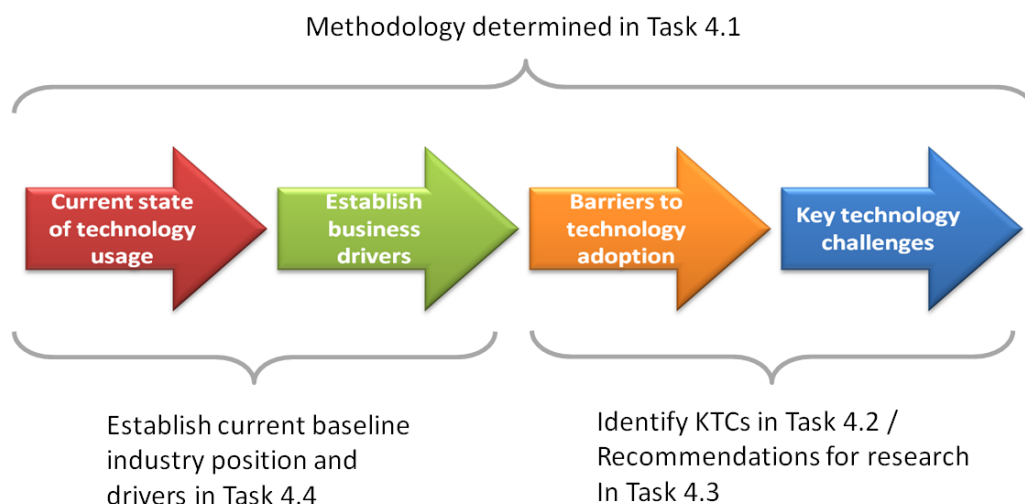 Methodology determined in Task 4.1
Current state
of technology
usage
Establish
business
drivers
Barriers to
technology
adoption
Key technology
challenges
Establish current baseline
industry position and
drivers in Task 4.4
Identify KTCs in Task 4.2 /
Recommendations for research
In Task 4.3